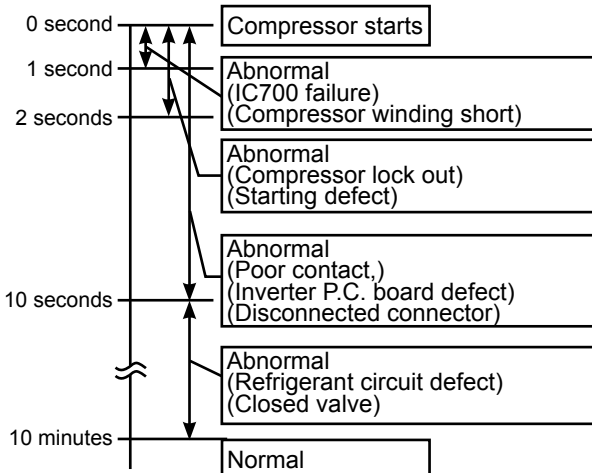 0 second
Compressor starts
1 second
Abnormal
(IC700 failure)
(Compressor winding short)
2 seconds
Abnormal
(Compressor lock out)
(Starting defect)
Abnormal
(Poor contact,)
(Inverter P.C. board defect)
(Disconnected connector)
10 seconds
Abnormal
(Refrigerant circuit defect)
(Closed valve)
10 minutes
Normal